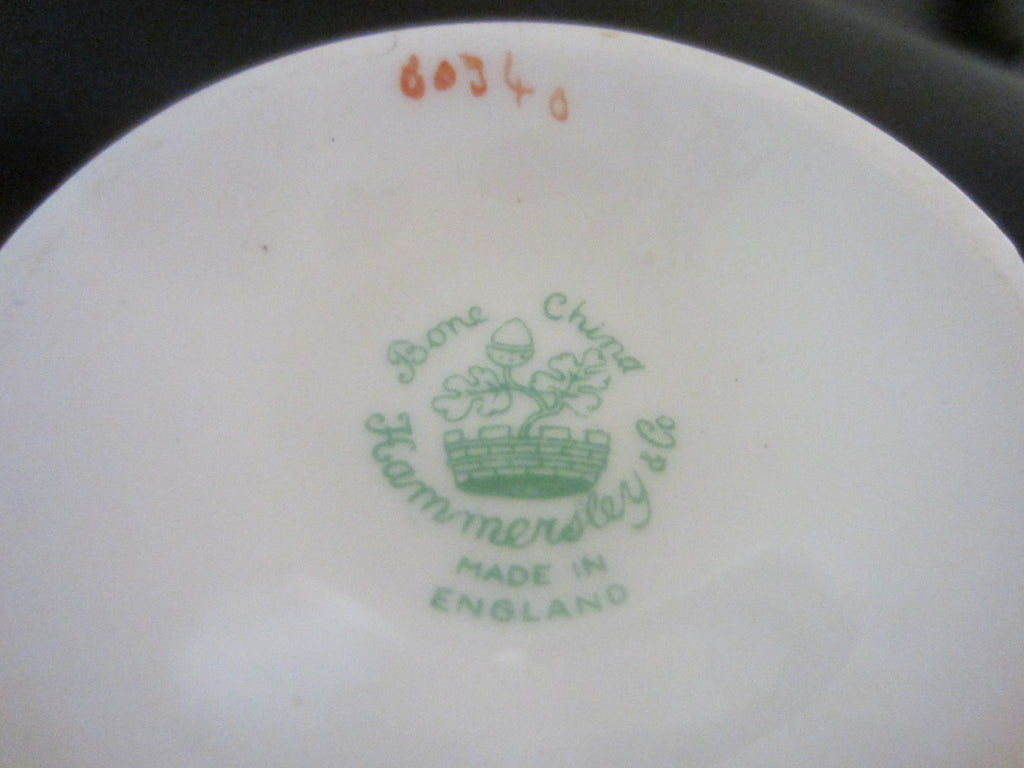 Bone China
Hammersley & Co
MADE IN
ENGLAND